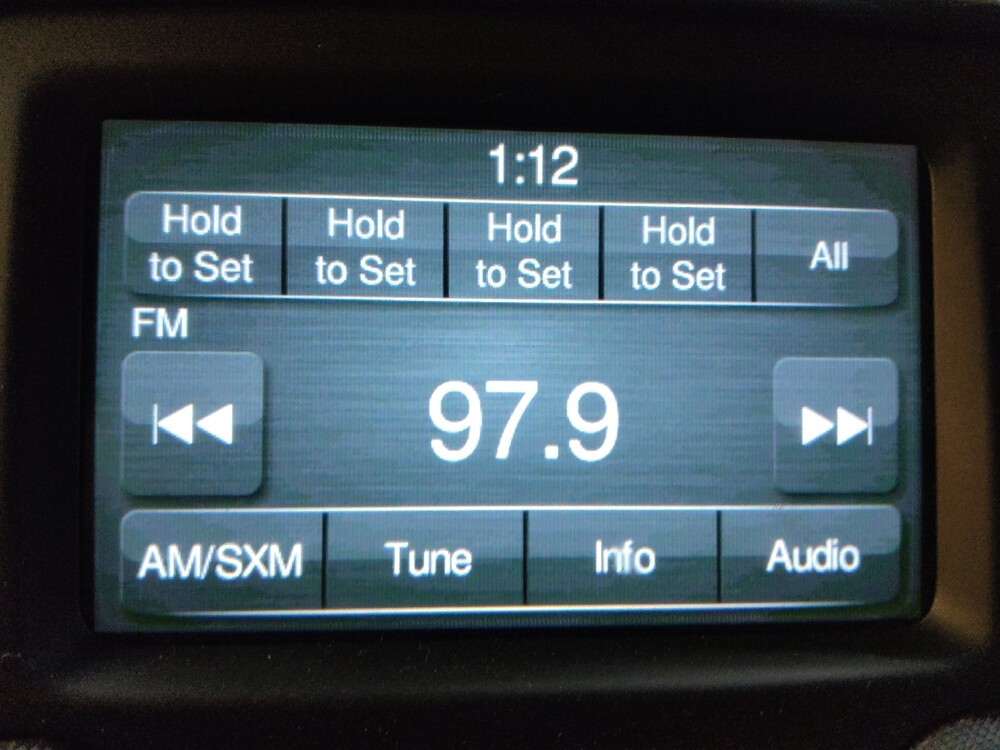 1:12
Hold to Set
Hold to Set
Hold to Set
Hold to Set
All
FM
97.9
AM/SXM
Tune
Info
Audio